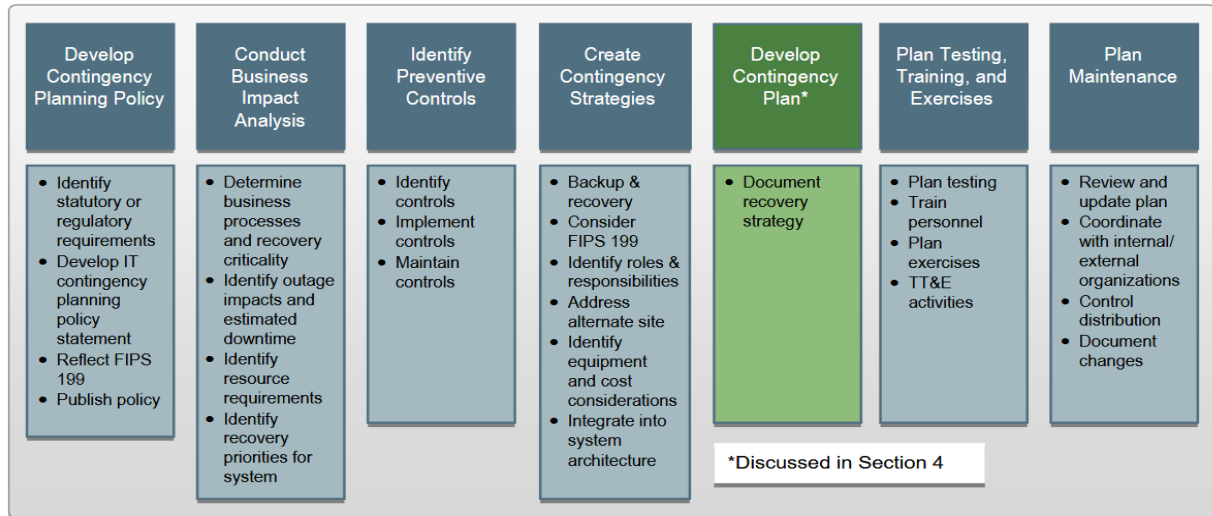 Develop
Contingency
Planning Policy
• Identify
statutory or
regulatory
requirements
• Develop IT
contingency
planning
policy
statement
• Reflect FIPS
199
• Publish policy
Conduct
Business
Impact
Analysis
• Determine
business
processes
and recovery
criticality
• Identify outage
impacts and
estimated
downtime
• Identify
resource
requirements
• Identify
recovery
priorities for
system
Identify
Preventive
Controls
• Identify
controls
• Implement
controls
• Maintain
controls
Create
Contingency
Strategies
• Backup &
recovery
• Consider
FIPS 199
• Identify roles &
responsibilities
• Address
alternate site
• Identify
equipment
and cost
considerations
• Integrate into
system
architecture
Develop
Contingency
Plan*
• Document
recovery
strategy
Plan Testing,
Training, and
Exercises
• Plan testing
• Train
personnel
• Plan
exercises
• TT&E
activities
Plan
Maintenance
• Review and
update plan
• Coordinate
with internal/
external
organizations
• Control
distribution
• Document
changes
*Discussed in Section 4